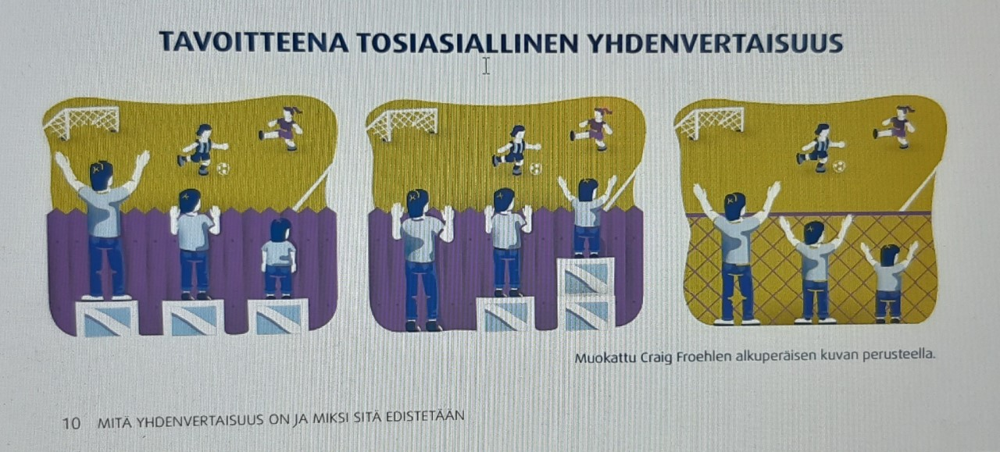 TAVOITTEENA TOSIASIALLINEN YHDENVERTAISUUS
Muokattu Craig Froehlen alkuperäisen kuvan perusteella.
10 MITÄ YHDENVERTAISUUS ON JA MIKSI SITÄ EDISTETÄÄN